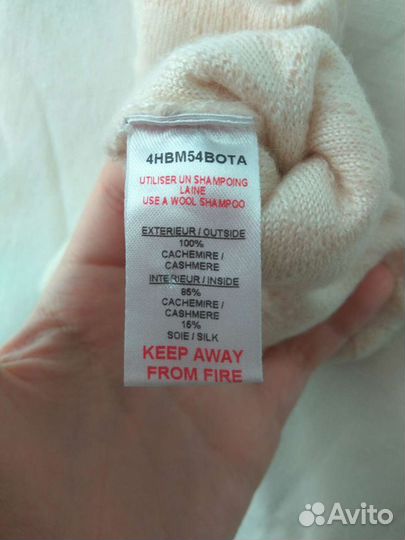 4HBM54BOTA
UTILISER UN SHAMPOING
LAINE
USE A WOOL SHAMPOO
EXTERIEUR / OUTSIDE
100%
CACHEMIRE /
CASHMERE
INTERIEUR / INSIDE
85%
CACHEMIRE /
CASHMERE
15%
SOIE / SILK
KEEP AWAY
FROM FIRE
Avito